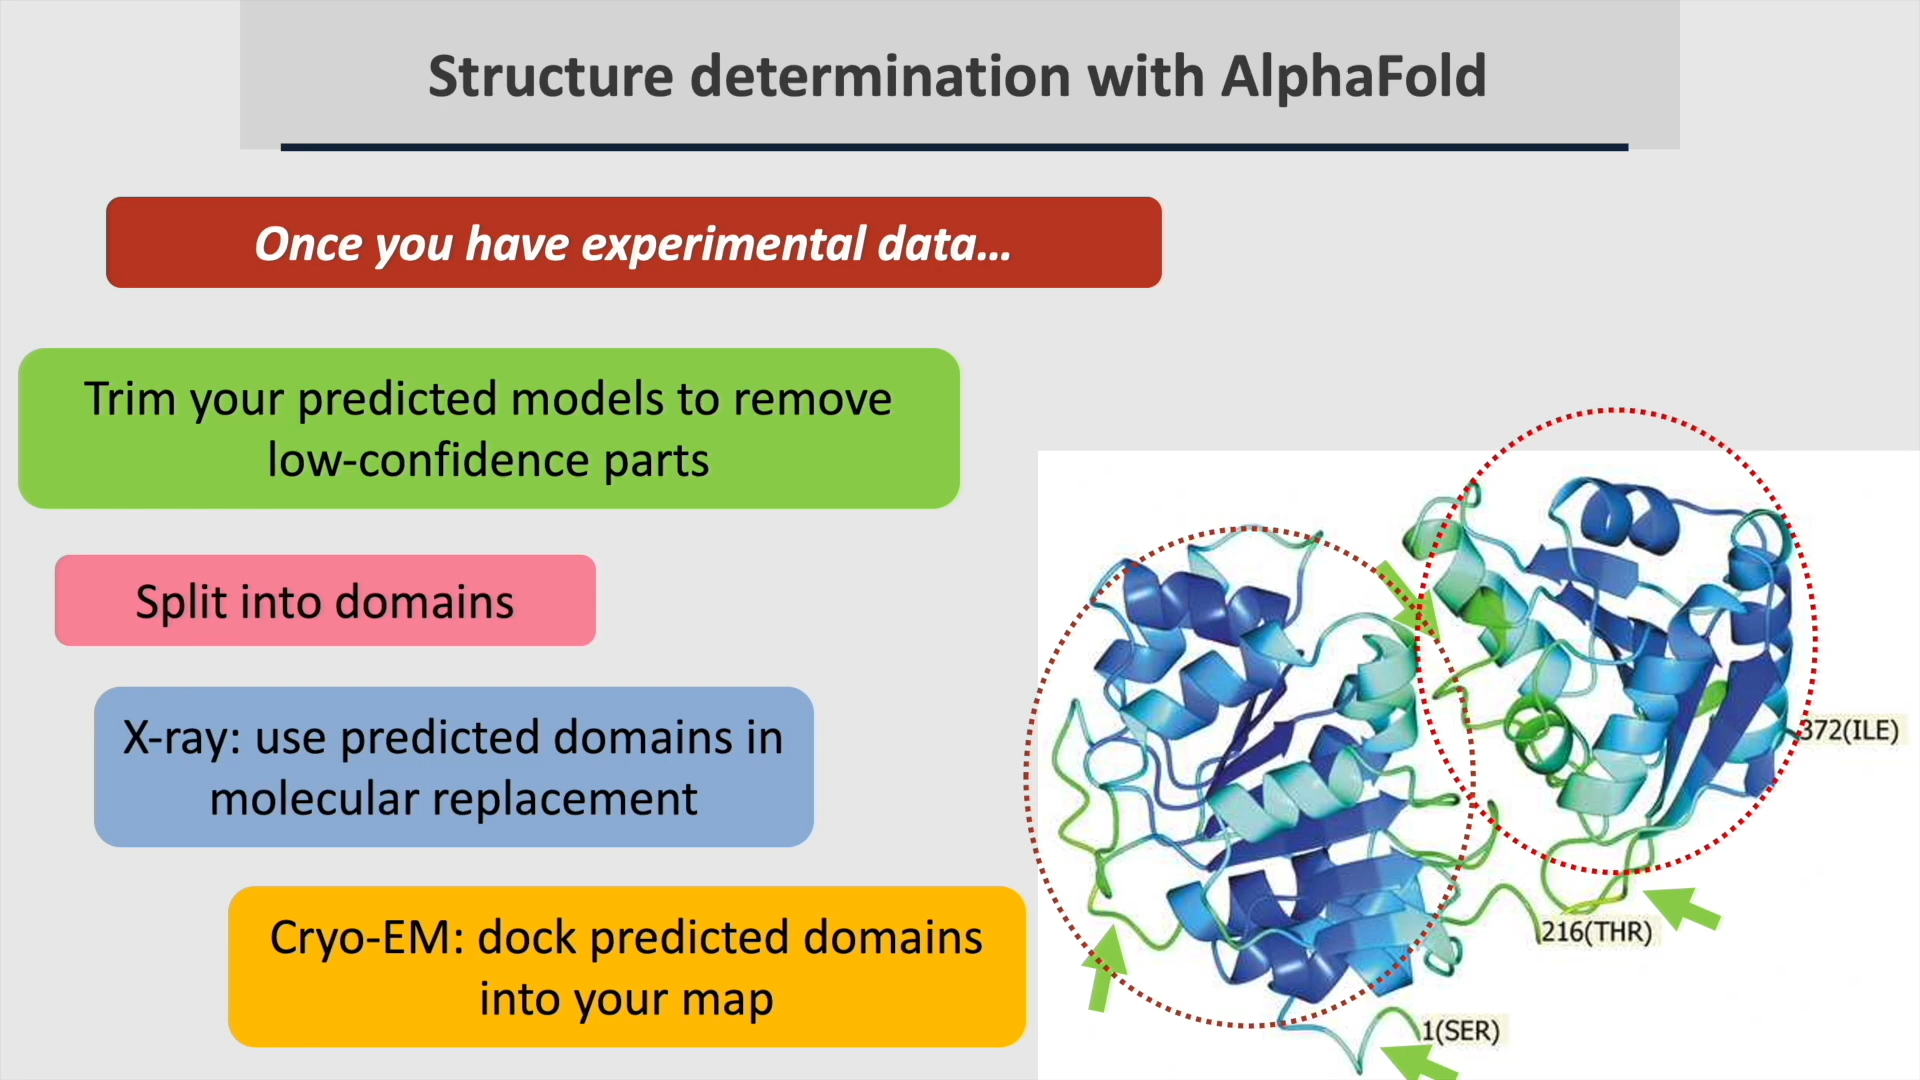 Structure determination with AlphaFold
Once you have experimental data...
Trim your predicted models to remove
low-confidence parts
Split into domains
X-ray: use predicted domains in
molecular replacement
Cryo-EM: dock predicted domains
into your map
372(ILE)
216(THR)
1(SER)